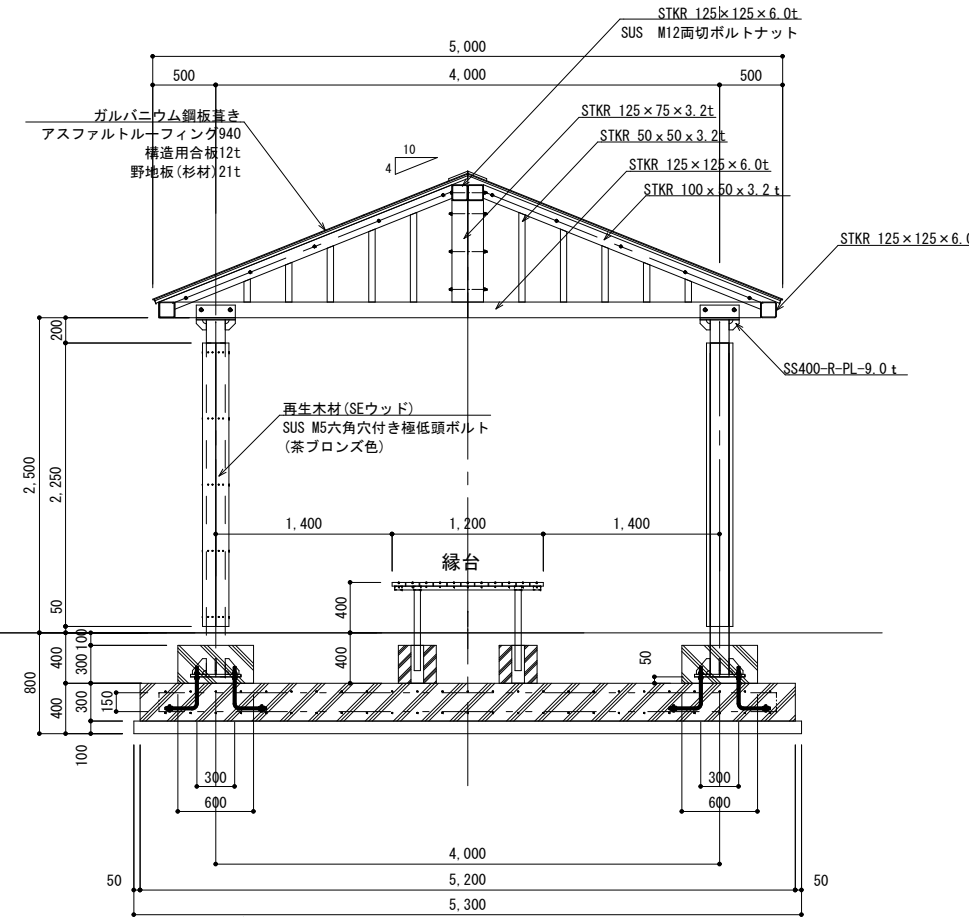 STKR 125×125×6.0t
SUS M12両切ボルトナット
5,000
500
4,000
500
ガルバニウム鋼板葺き
アスファルトルーフィング940
構造用合板12t
野地板(杉材)21t
10
4
STKR 125×75×3.2t
STKR 50x50x3.2t
STKR 125×125×6.0t
STKR 100x50x3.2t
STKR 125×125×6.0
200
SS400-R-PL-9.0t
再生木材(SEウッド)
SUS M5六角穴付き極低頭ボルト
(茶ブロンズ色)
2,500
2,250
1,400
1,200
1,400
縁台
50
400
100
400
300
400
50
800
400
300
150
100
300
600
300
600
4,000
50
5,200
50
5,300